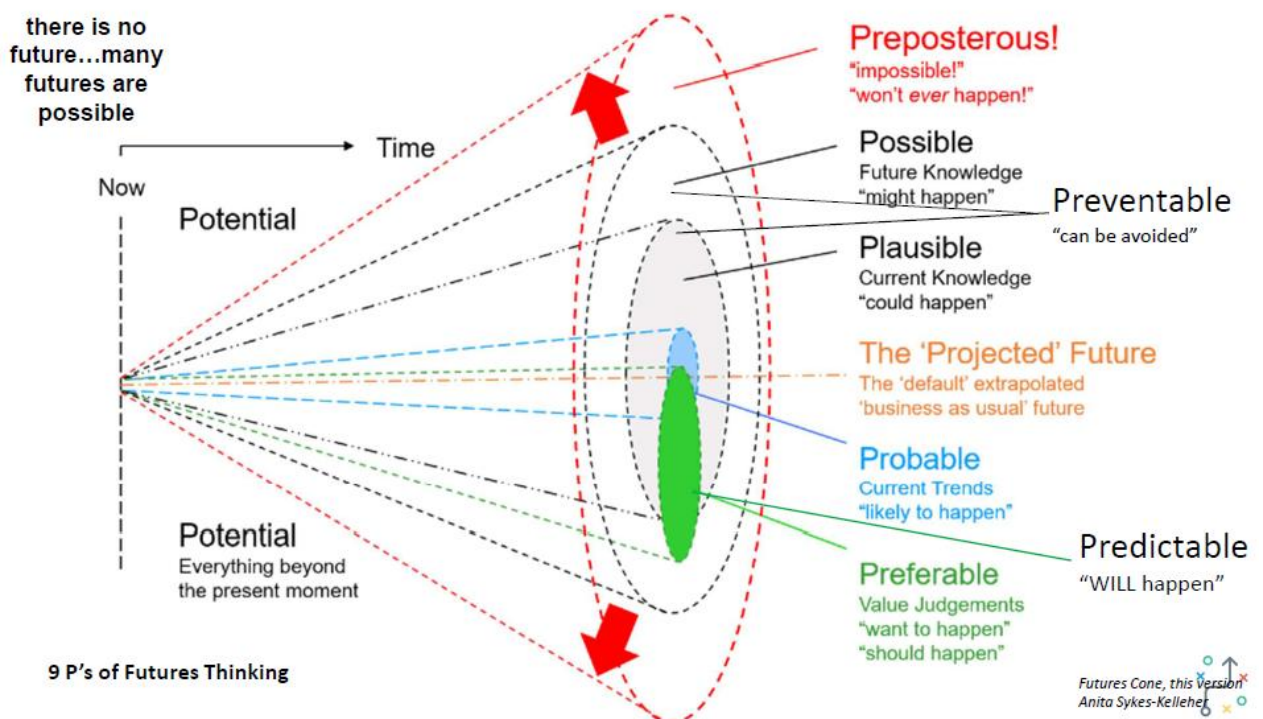 there is no
future...many
futures are
possible
Time
Now
Potential
Potential
Everything beyond
the present moment
9 P's of Futures Thinking
Preposterous!
"impossible!"
"won't ever happen!"
Possible
Future Knowledge
"might happen"
Preventable
"can be avoided"
Plausible
Current Knowledge
"could happen"
The 'Projected' Future
The 'default' extrapolated
'business as usual' future
Probable
Current Trends
"likely to happen"
Predictable
"WILL happen"
Preferable
Value Judgements
"want to happen"
"should happen"
Futures Cone, this version
Anita Sykes-Kelleher